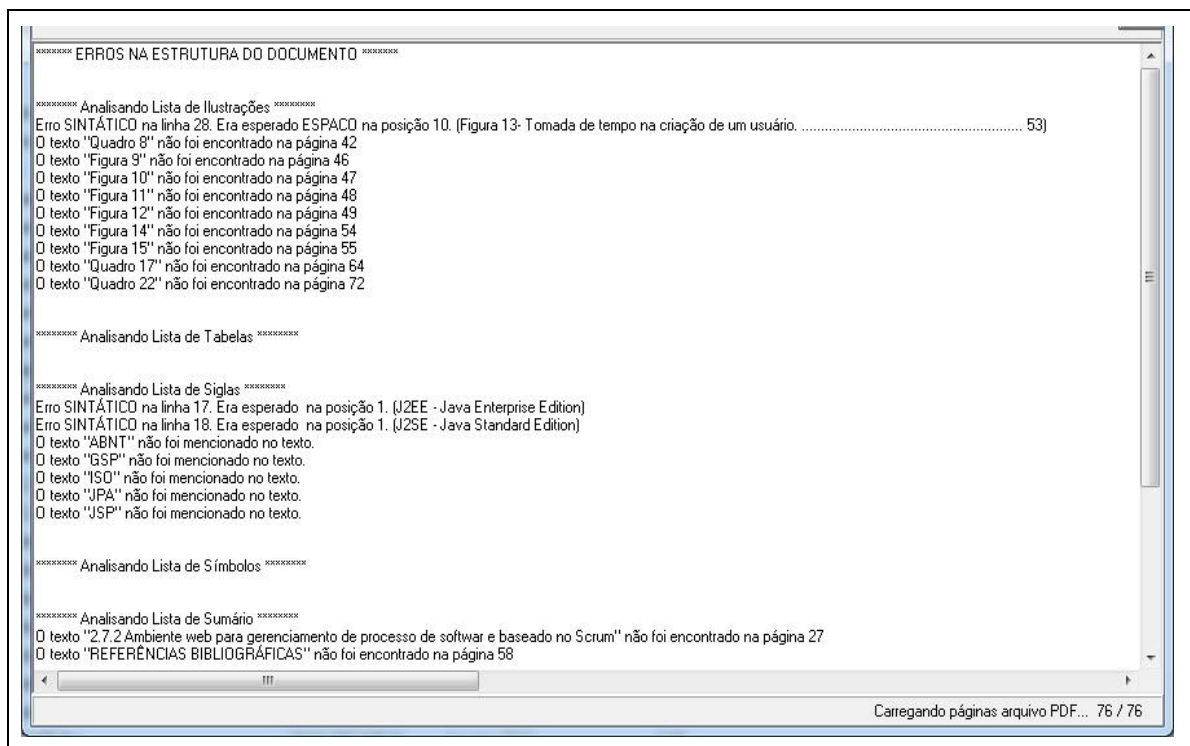 ******* ERROS NA ESTRUTURA DO DOCUMENTO *******
******** Analisando Lista de Ilustrações ********
Erro SINTÁTICO na linha 28. Era esperado ESPACO na posição 10. (Figura 13- Tomada de tempo na criação de um usuário. ............................................................ 53)
O texto "Quadro 8" não foi encontrado na página 42
O texto "Figura 9" não foi encontrado na página 46
O texto "Figura 10" não foi encontrado na página 47
O texto "Figura 11" não foi encontrado na página 48
O texto "Figura 12" não foi encontrado na página 49
O texto "Figura 14" não foi encontrado na página 54
O texto "Figura 15" não foi encontrado na página 55
O texto "Quadro 17" não foi encontrado na página 64
O texto "Quadro 22" não foi encontrado na página 72
******** Analisando Lista de Tabelas ********
******** Analisando Lista de Siglas ********
Erro SINTÁTICO na linha 17. Era esperado  na posição 1. (J2EE - Java Enterprise Edition)
Erro SINTÁTICO na linha 18. Era esperado  na posição 1. (J2SE - Java Standard Edition)
O texto "ABNT" não foi mencionado no texto.
O texto "GSP" não foi mencionado no texto.
O texto "ISO" não foi mencionado no texto.
O texto "JPA" não foi mencionado no texto.
O texto "JSP" não foi mencionado no texto.
******** Analisando Lista de Símbolos ********
******** Analisando Lista de Sumário ********
O texto "2.7.2 Ambiente web para gerenciamento de processo de softwar e baseado no Scrum" não foi encontrado na página 27
O texto "REFERÊNCIAS BIBLIOGRÁFICAS" não foi encontrado na página 58
Carregando páginas arquivo PDF... 76 / 76